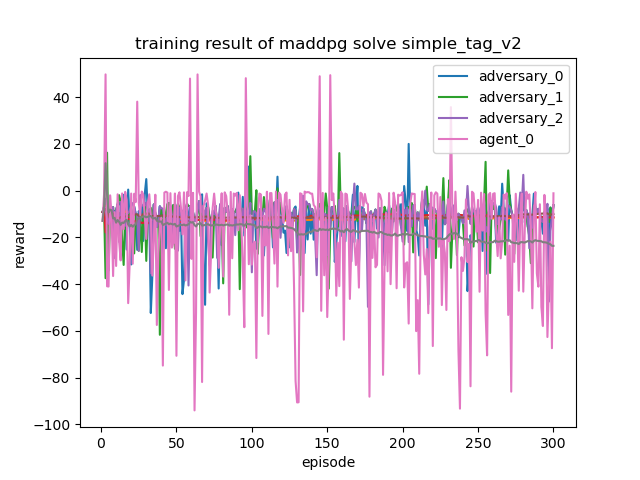 training result of maddpg solve simple_tag_v2
adversary_0
adversary_1
adversary_2
agent_0
40
20
0
−20
−40
−60
−80
−100
reward
0
50
100
150
200
250
300
episode